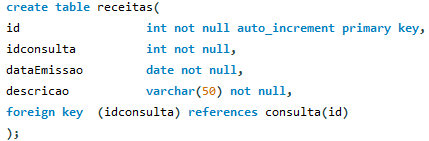 create table receitas(
id int not null auto_increment primary key,
idconsulta int not null,
dataEmissao date not null,
descricao varchar(50) not null,
foreign key (idconsulta) references consulta(id)
);